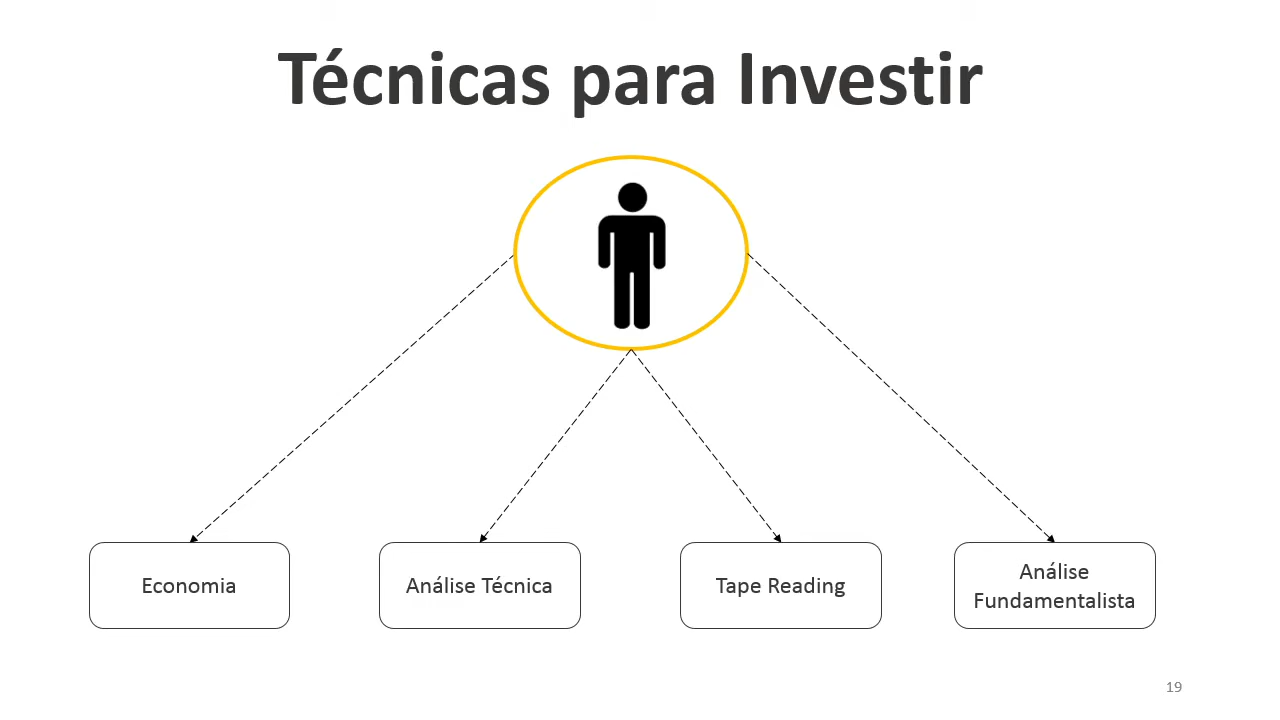 Técnicas para Investir
Economia
Análise Técnica
Tape Reading
Análise
Fundamentalista
19